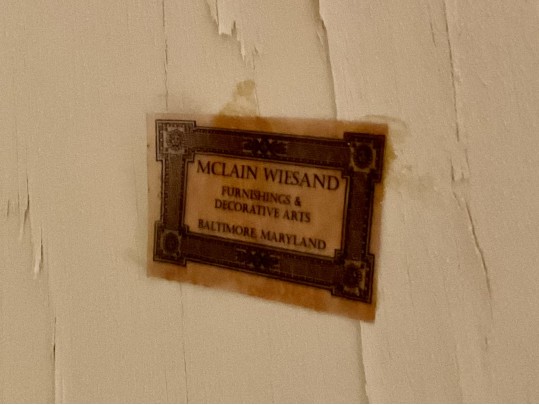 MCLAIN WIESAND
FURNISHINGS &
DECORATIVE ARTS
BALTIMORE, MARYLAND